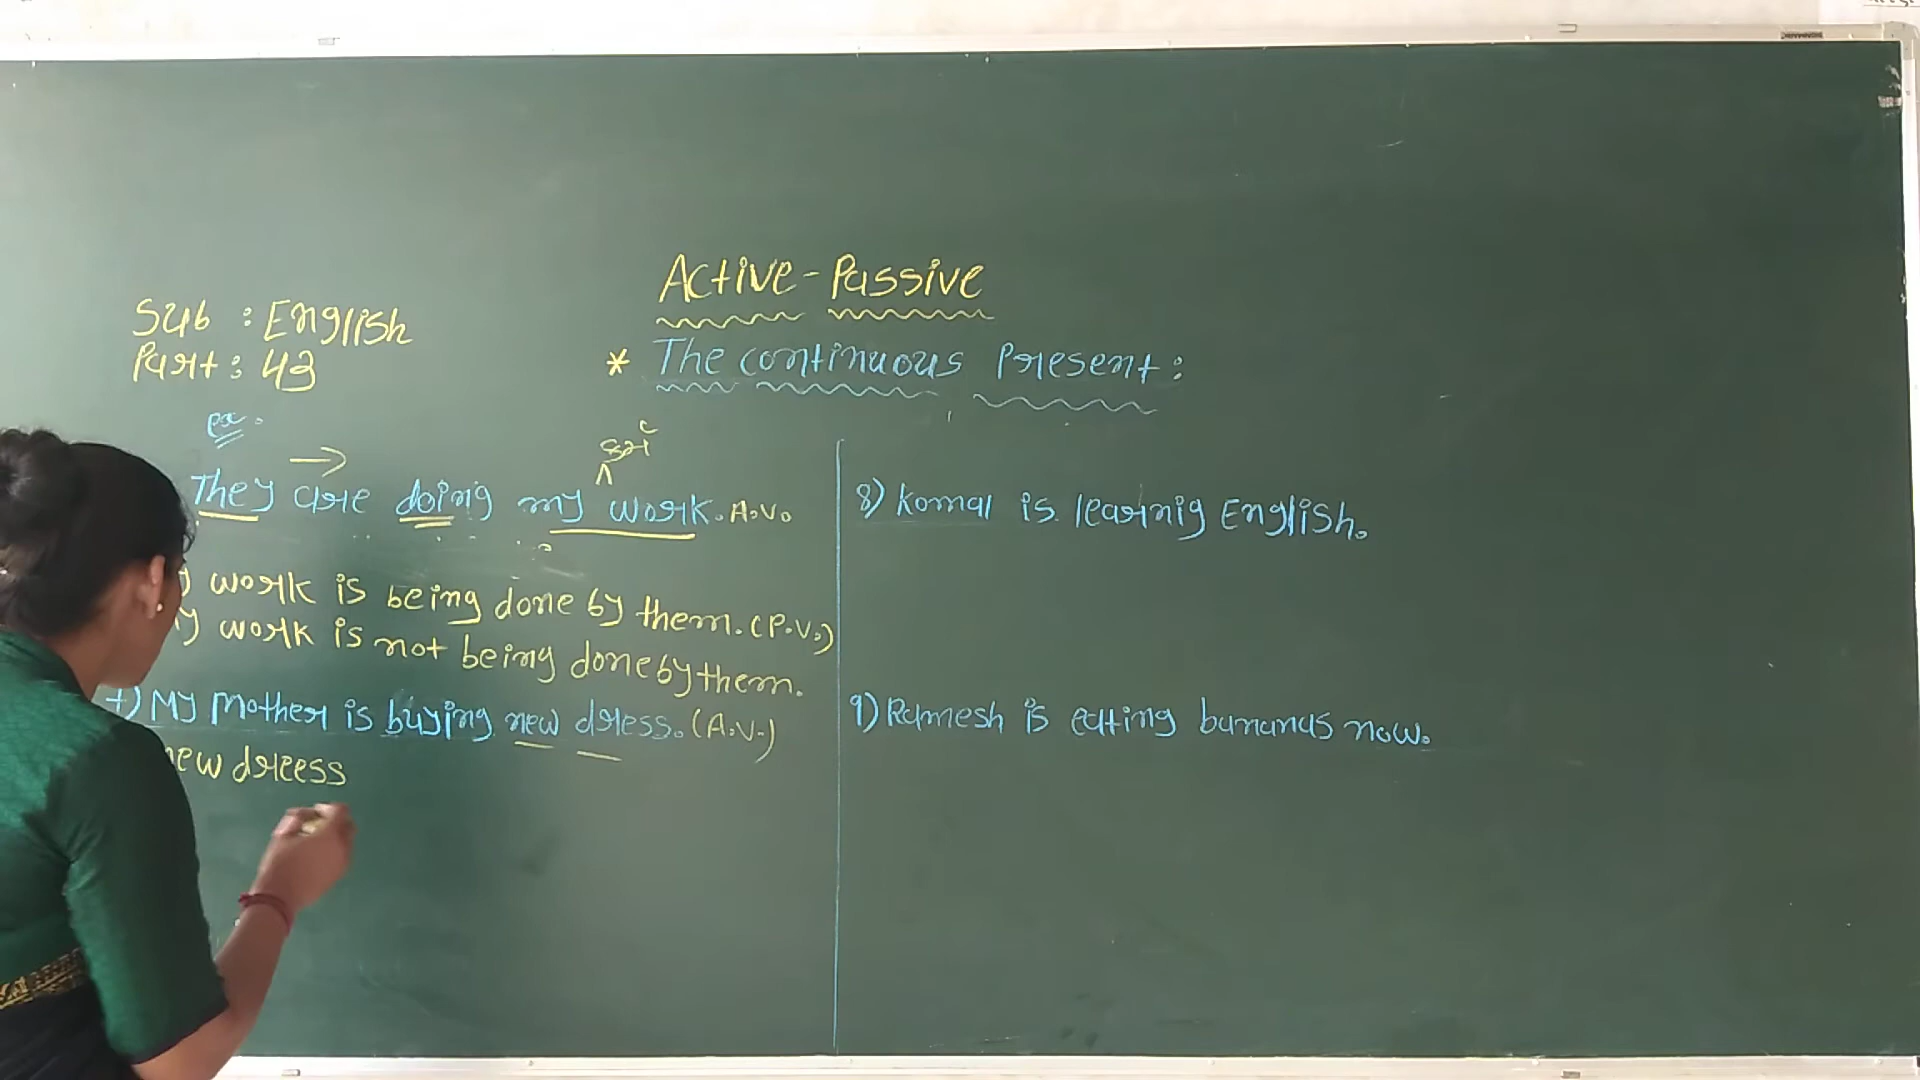 Active-Passive
Sub : English
Part : 43
* The continuous Present :
ex.
કર્મ
They are doing my work. A.V.
work is being done by them. (P.V.)
work is not being done by them.
7) My Mother is buying new dress. (A.V.)
new dreess
8) Komal is learnig English.
9) Ramesh is eating bananas now.